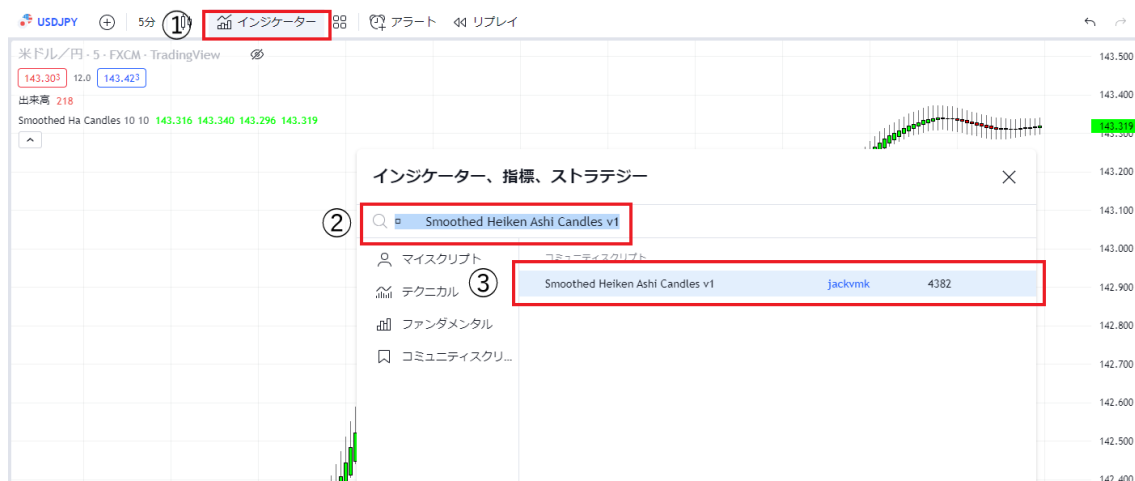 USDJPY 5分 ① インジケーター アラート リプレイ
米ドル／円・5・FXCM・TradingView
143.303 12.0 143.423
出来高 218
Smoothed Ha Candles 10 10 143.316 143.340 143.296 143.319
143.500
143.400
143.319
143.300
143.200
143.100
143.000
142.900
142.800
142.700
142.600
142.500
142.400
インジケーター、指標、ストラテジー
② Smoothed Heiken Ashi Candles v1
マイスクリプト
テクニカル
ファンダメンタル
コミュニティスクリ...
コミュニティスクリプト
③ Smoothed Heiken Ashi Candles v1 jackvmk 4382